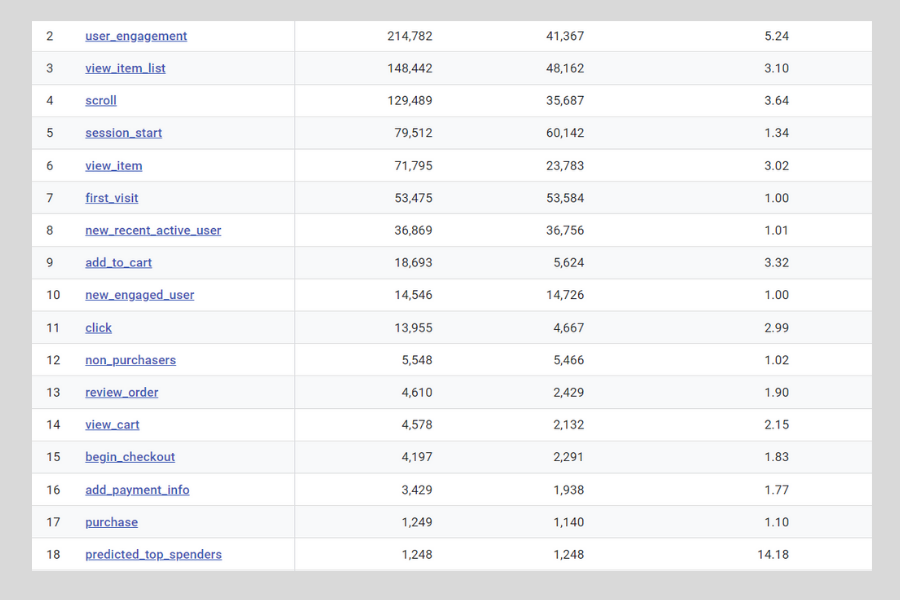 2 user_engagement 214,782 41,367 5.24
3 view_item_list 148,442 48,162 3.10
4 scroll 129,489 35,687 3.64
5 session_start 79,512 60,142 1.34
6 view_item 71,795 23,783 3.02
7 first_visit 53,475 53,584 1.00
8 new_recent_active_user 36,869 36,756 1.01
9 add_to_cart 18,693 5,624 3.32
10 new_engaged_user 14,546 14,726 1.00
11 click 13,955 4,667 2.99
12 non_purchasers 5,548 5,466 1.02
13 review_order 4,610 2,429 1.90
14 view_cart 4,578 2,132 2.15
15 begin_checkout 4,197 2,291 1.83
16 add_payment_info 3,429 1,938 1.77
17 purchase 1,249 1,140 1.10
18 predicted_top_spenders 1,248 1,248 14.18